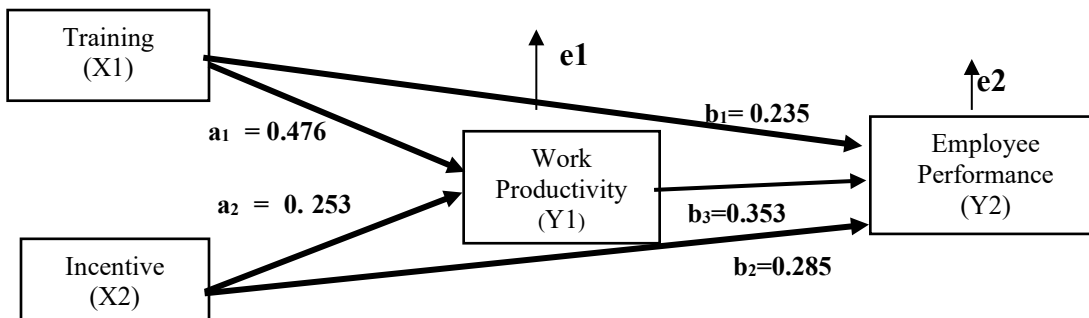 Training
(X1)
e1
e2
b₁= 0.235
a₁ = 0.476
Work
Productivity
(Y1)
Employee
Performance
(Y2)
a₂ = 0. 253
b₃=0.353
b₂=0.285
Incentive
(X2)